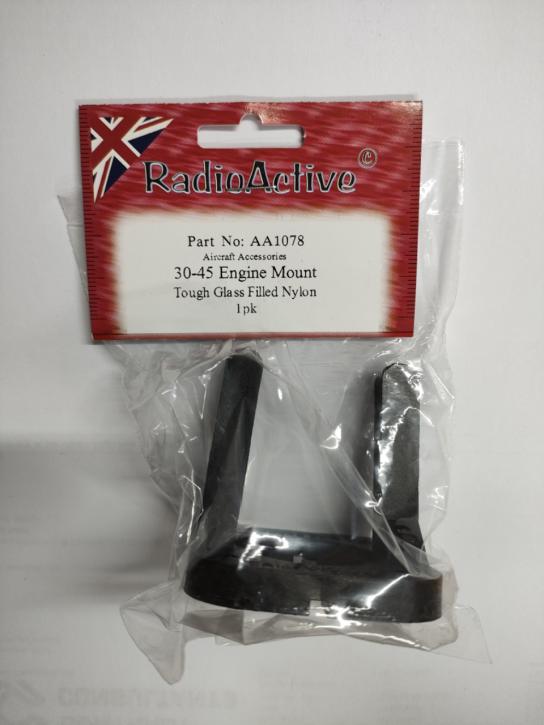 RadioActive ©
Part No: AA1078
Aircraft Accessories
30-45 Engine Mount
Tough Glass Filled Nylon
1pk